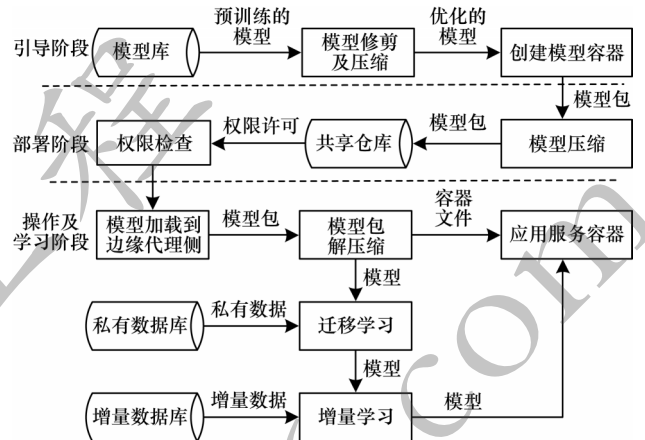 预训练的
模型
优化的
模型
引导阶段
模型库
模型修剪
及压缩
创建模型容器
模型包
部署阶段
权限检查
权限许可
共享仓库
模型包
模型压缩
操作及
学习阶段
模型加载到
边缘代理侧
模型包
模型包
解压缩
容器
文件
应用服务容器
模型
私有数据库
私有数据
迁移学习
模型
增量数据库
增量数据
增量学习
模型
程
com